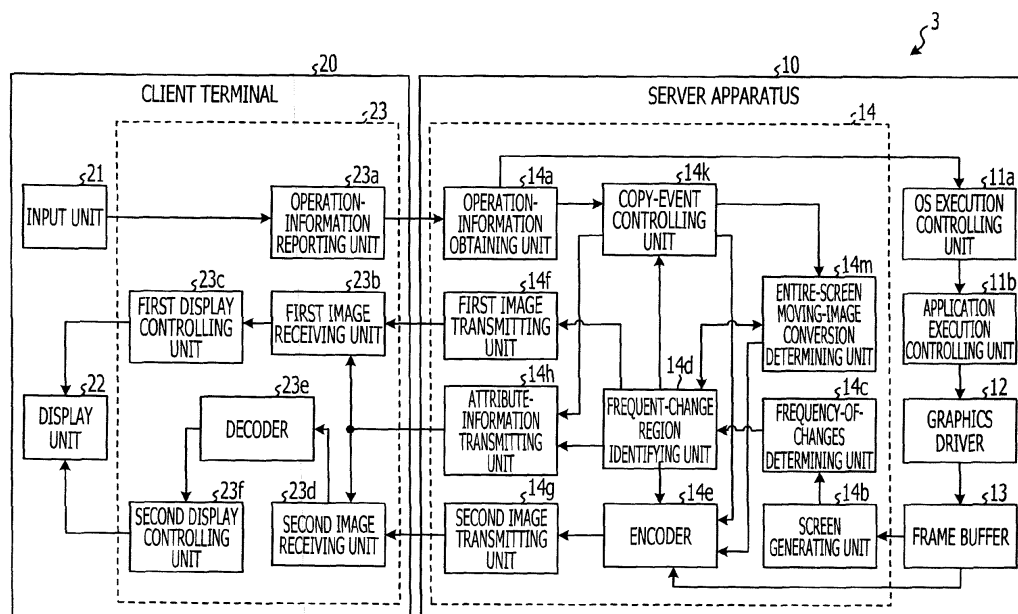 3
20
10
CLIENT TERMINAL
SERVER APPARATUS
23
14
21
INPUT UNIT
23a
OPERATION-
INFORMATION
REPORTING UNIT
14a
OPERATION-
INFORMATION
OBTAINING UNIT
14k
COPY-EVENT
CONTROLLING
UNIT
11a
OS EXECUTION
CONTROLLING
UNIT
23c
FIRST DISPLAY
CONTROLLING
UNIT
23b
FIRST IMAGE
RECEIVING UNIT
14f
FIRST IMAGE
TRANSMITTING
UNIT
14m
ENTIRE-SCREEN
MOVING-IMAGE
CONVERSION
DETERMINING UNIT
11b
APPLICATION
EXECUTION
CONTROLLING UNIT
22
DISPLAY
UNIT
23e
DECODER
14h
ATTRIBUTE-
INFORMATION
TRANSMITTING
UNIT
14d
FREQUENT-CHANGE
REGION
IDENTIFYING UNIT
14c
FREQUENCY-OF-
CHANGES
DETERMINING UNIT
12
GRAPHICS
DRIVER
23f
SECOND DISPLAY
CONTROLLING
UNIT
23d
SECOND IMAGE
RECEIVING UNIT
14g
SECOND IMAGE
TRANSMITTING
UNIT
14e
ENCODER
14b
SCREEN
GENERATING UNIT
13
FRAME BUFFER